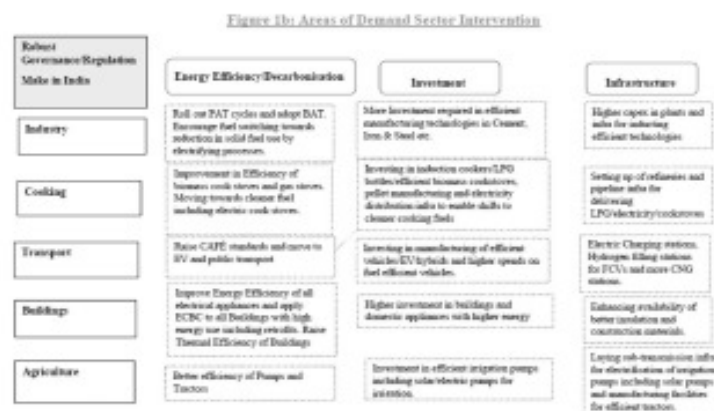 Figure 1b: Areas of Demand Sector Intervention
Robust
Governance/Regulation
Make in India
Energy Efficiency/Decarbonisation
Investment
Infrastructure
Industry
Roll out PAT cycles and adopt BAT.
Encourage fuel switching towards
reduction in solid fuel use by
electrifying processes.
More Investment required in efficient
manufacturing technologies in Cement,
Iron & Steel etc.
Higher capex in plants and
infra for inducting
efficient technologies
Cooking
Improvement in Efficiency of
biomass cook stoves and gas stoves.
Moving towards cleaner fuel
including electric cook stoves.
Investing in induction cookers/LPG
bottles/efficient biomass cookstoves,
pellet manufacturing and electricity
distribution infra to enable shifts to
cleaner cooking fuels
Setting up of refineries and
pipeline infra for
delivering
LPG/electricity/cookstoves
Transport
Raise CAFE standards and move to
EV and public transport
Investing in manufacturing of efficient
vehicles/EV/hybrids and higher spends on
fuel efficient vehicles.
Electric Charging stations,
Hydrogen filling stations
for FCVs and more CNG
stations.
Buildings
Improve Energy Efficiency of all
electrical appliances and apply
ECBC to all Buildings with high
energy use including retrofits. Raise
Thermal Efficiency of Buildings
Higher investment in buildings and
domestic appliances with higher energy
Enhancing availability of
better insulation and
construction materials.
Agriculture
Better efficiency of Pumps and
Tractors
Investment in efficient irrigation pumps
including solar/electric pumps for
irrigation.
Laying sub-transmission infra
for electrification of irrigation
pumps including solar pumps
and manufacturing facilities
for efficient tractors.